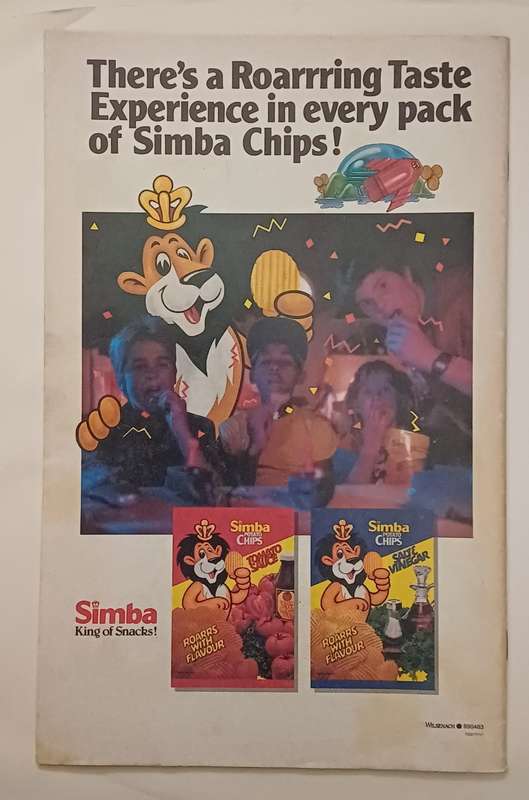 There's a Roarrring Taste
Experience in every pack
of Simba Chips!
Simba
POTATO
CHIPS
TOMATO
SAUCE
ROARRS
WITH
FLAVOUR
Simba
POTATO
CHIPS
SALT &
VINEGAR
ROARRS
WITH
FLAVOUR
Simba
King of Snacks!
WILSENACH 890483